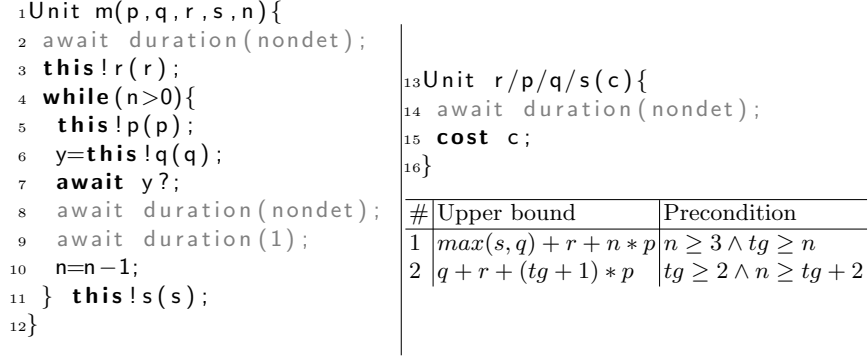 1Unit m(p,q,r,s,n){
2 await duration(nondet);
3 this!r(r);
4 while(n>0){
5 this!p(p);
6 y=this!q(q);
7 await y?;
8 await duration(nondet);
9 await duration(1);
10 n=n−1;
11 } this!s(s);
12}
13Unit r/p/q/s(c){
14 await duration(nondet);
15 cost c;
16}
# Upper bound Precondition
1 max(s, q) + r + n ∗ p n ≥ 3 ∧ tg ≥ n
2 q + r + (tg + 1) ∗ p tg ≥ 2 ∧ n ≥ tg + 2